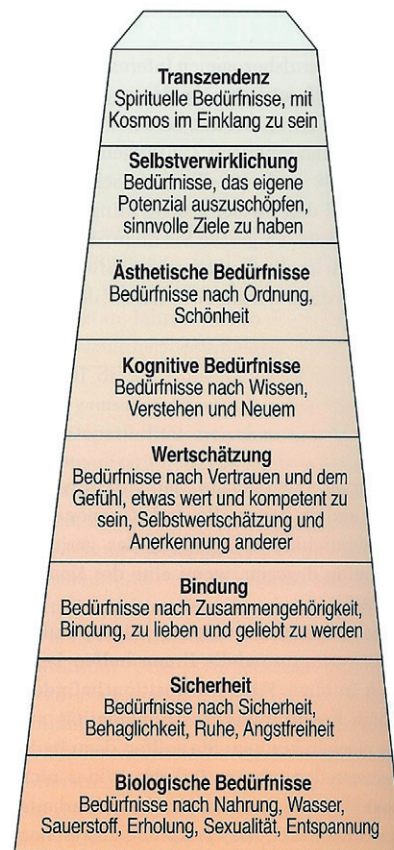 Transzendenz
Spirituelle Bedürfnisse, mit
Kosmos im Einklang zu sein
Selbstverwirklichung
Bedürfnisse, das eigene
Potenzial auszuschöpfen,
sinnvolle Ziele zu haben
Ästhetische Bedürfnisse
Bedürfnisse nach Ordnung,
Schönheit
Kognitive Bedürfnisse
Bedürfnisse nach Wissen,
Verstehen und Neuem
Wertschätzung
Bedürfnisse nach Vertrauen und dem
Gefühl, etwas wert und kompetent zu
sein, Selbstwertschätzung und
Anerkennung anderer
Bindung
Bedürfnisse nach Zusammengehörigkeit,
Bindung, zu lieben und geliebt zu werden
Sicherheit
Bedürfnisse nach Sicherheit,
Behaglichkeit, Ruhe, Angstfreiheit
Biologische Bedürfnisse
Bedürfnisse nach Nahrung, Wasser,
Sauerstoff, Erholung, Sexualität, Entspannung